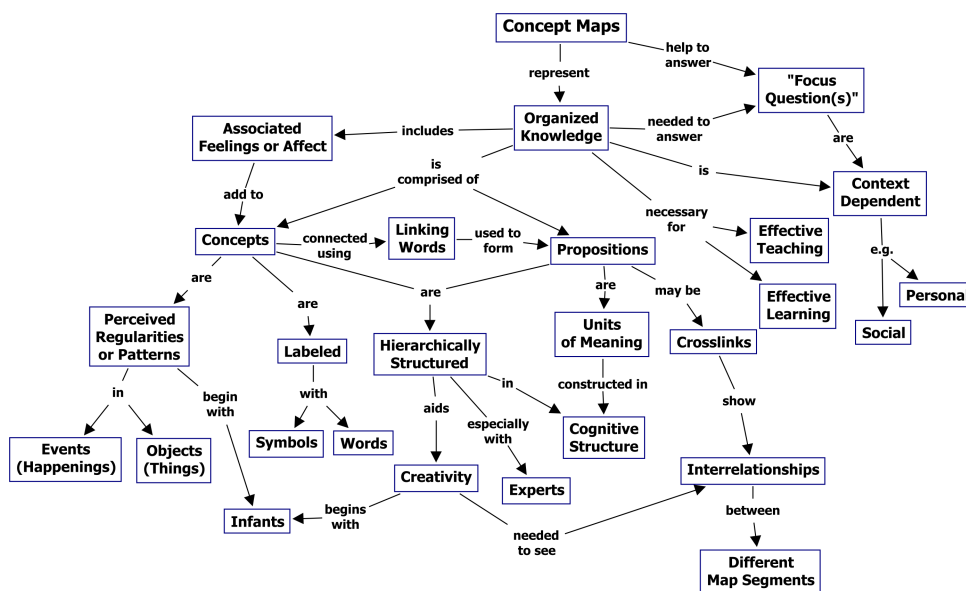 Concept Maps
help to
answer
represent
"Focus
Question(s)"
Organized
Knowledge
needed to
answer
Associated
Feelings or Affect
includes
are
is
comprised of
is
Context
Dependent
add to
necessary
for
Concepts
connected
using
Linking
Words
used to
form
Propositions
Effective
Teaching
e.g.
are
are
are
are
may be
Effective
Learning
Personal
Social
Perceived
Regularities
or Patterns
Labeled
Hierarchically
Structured
Units
of Meaning
Crosslinks
in
begin
with
with
aids
in
constructed in
show
especially
with
Events
(Happenings)
Objects
(Things)
Symbols
Words
Cognitive
Structure
Creativity
Experts
Interrelationships
Infants
begins
with
needed
to see
between
Different
Map Segments